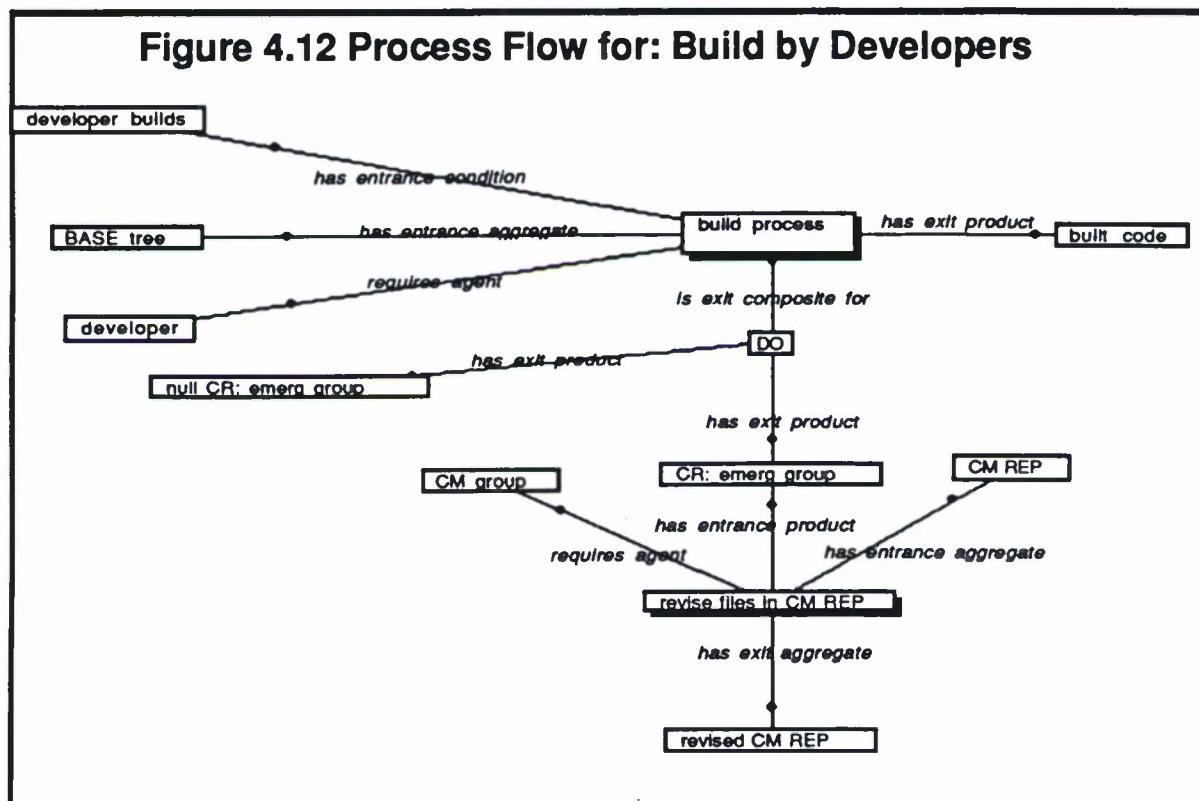 Figure 4.12 Process Flow for: Build by Developers
developer builds
has entrance condition
build process
has exit product
built code
BASE tree
has entrance aggregate
requires agent
developer
is exit composite for
DO
has exit product
null CR: emerg group
has exit product
CM group
CR: emerg group
CM REP
has entrance product
requires agent
has entrance aggregate
revise files in CM REP
has exit aggregate
revised CM REP